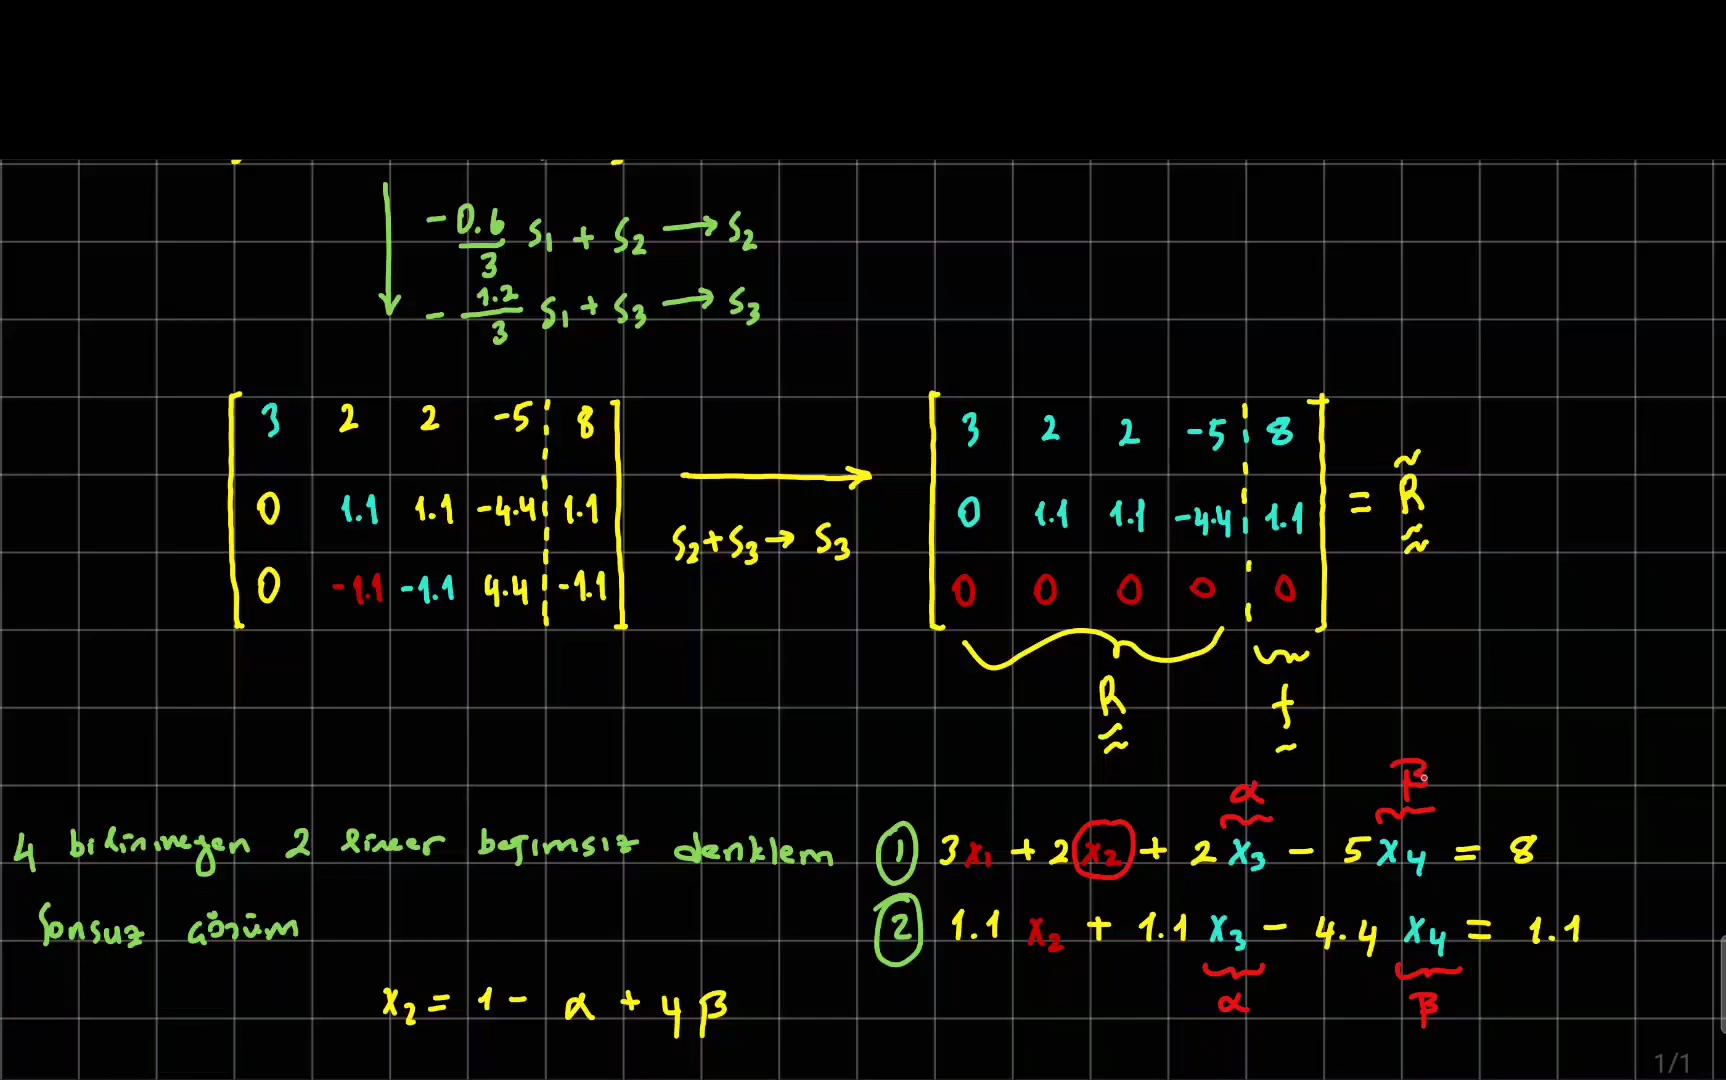 -0.6/3 S1 + S2 → S2
-1.2/3 S1 + S3 → S3
3 2 2 -5 8
0 1.1 1.1 -4.4 1.1
0 -1.1 -1.1 4.4 -1.1
S2+S3→ S3
3 2 2 -5 8
0 1.1 1.1 -4.4 1.1 = R
0 0 0 0 0
R f
α β
4 bilinmeyen 2 lineer bağımsız denklem
1 3x1 + 2x2 + 2x3 - 5x4 = 8
Sonsuz çözüm
2 1.1 x2 + 1.1 x3 - 4.4 x4 = 1.1
α β
x2 = 1 - α + 4β
1/1